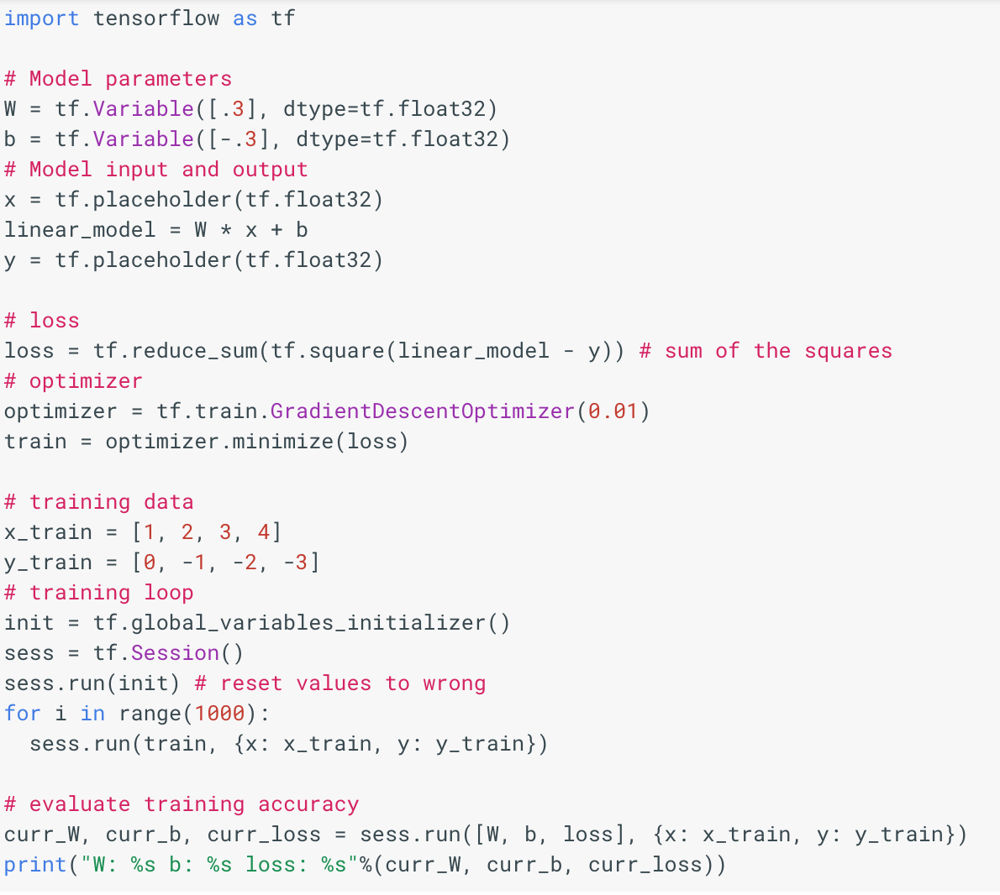 import tensorflow as tf
# Model parameters
W = tf.Variable([.3], dtype=tf.float32)
b = tf.Variable([-.3], dtype=tf.float32)
# Model input and output
x = tf.placeholder(tf.float32)
linear_model = W * x + b
y = tf.placeholder(tf.float32)
# loss
loss = tf.reduce_sum(tf.square(linear_model - y)) # sum of the squares
# optimizer
optimizer = tf.train.GradientDescentOptimizer(0.01)
train = optimizer.minimize(loss)
# training data
x_train = [1, 2, 3, 4]
y_train = [0, -1, -2, -3]
# training loop
init = tf.global_variables_initializer()
sess = tf.Session()
sess.run(init) # reset values to wrong
for i in range(1000):
  sess.run(train, {x: x_train, y: y_train})
# evaluate training accuracy
curr_W, curr_b, curr_loss = sess.run([W, b, loss], {x: x_train, y: y_train})
print("W: %s b: %s loss: %s"%(curr_W, curr_b, curr_loss))